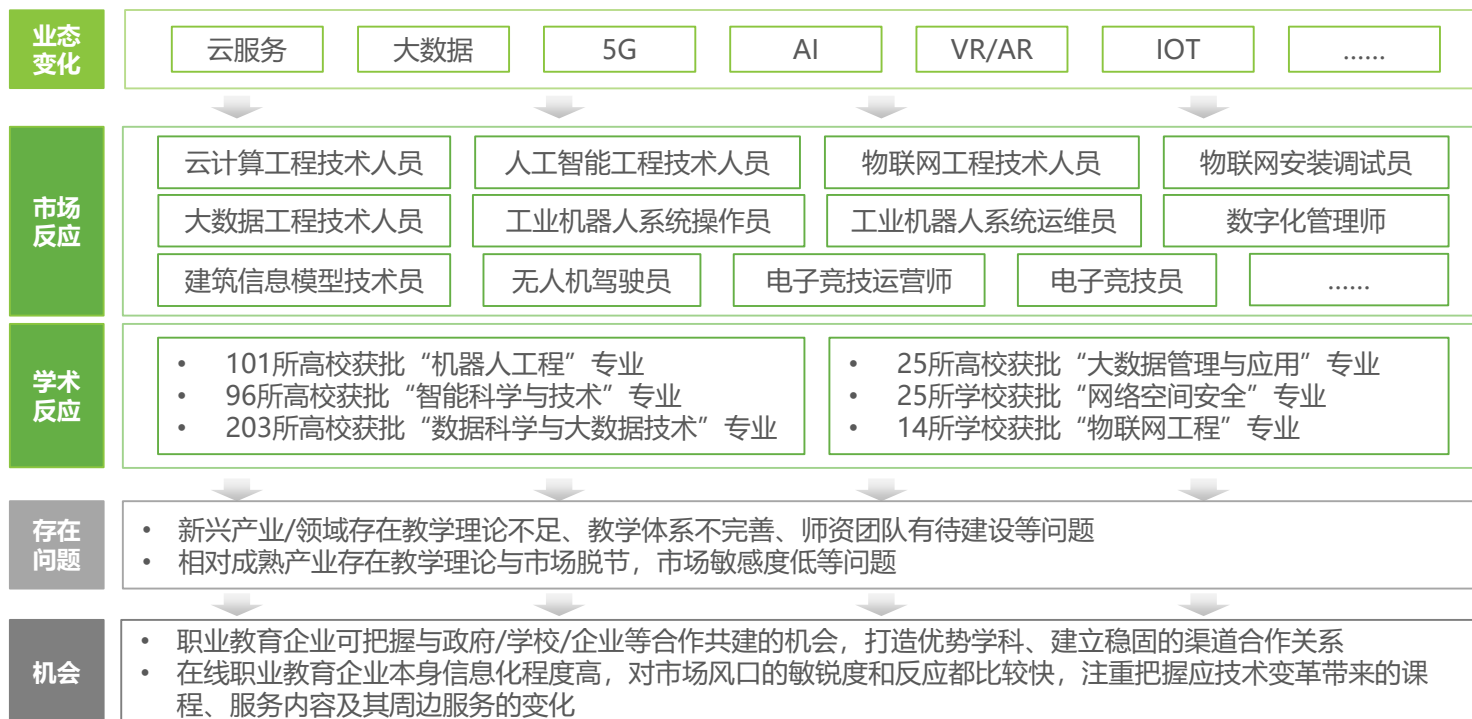 业态
变化
云服务 大数据 5G AI VR/AR IOT ......
市场
反应
云计算工程技术人员 人工智能工程技术人员 物联网工程技术人员 物联网安装调试员
大数据工程技术人员 工业机器人系统操作员 工业机器人系统运维员 数字化管理师
建筑信息模型技术员 无人机驾驶员 电子竞技运营师 电子竞技员 ......
学术
反应
• 101所高校获批“机器人工程”专业
• 96所高校获批“智能科学与技术”专业
• 203所高校获批“数据科学与大数据技术”专业
• 25所高校获批“大数据管理与应用”专业
• 25所学校获批“网络空间安全”专业
• 14所学校获批“物联网工程”专业
存在
问题
• 新兴产业/领域存在教学理论不足、教学体系不完善、师资团队有待建设等问题
• 相对成熟产业存在教学理论与市场脱节，市场敏感度低等问题
机会
• 职业教育企业可把握与政府/学校/企业等合作共建的机会，打造优势学科、建立稳固的渠道合作关系
• 在线职业教育企业本身信息化程度高，对市场风口的敏锐度和反应都比较快，注重把握应技术变革带来的课
程、服务内容及其周边服务的变化